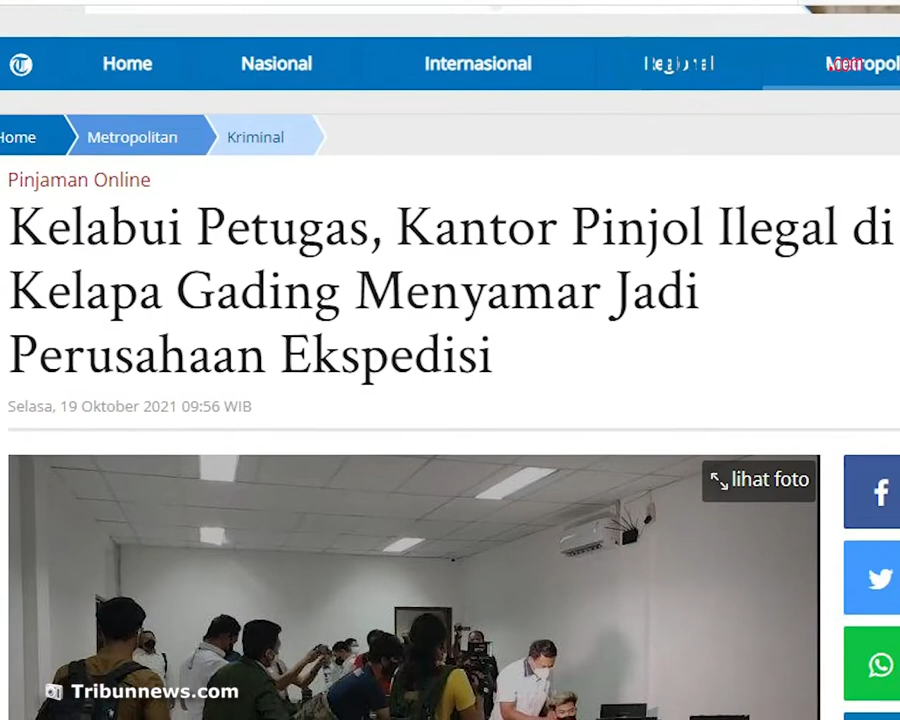 Home Nasional Internasional Regional
Home Metropolitan Kriminal
Pinjaman Online
Kelabui Petugas, Kantor Pinjol Ilegal di
Kelapa Gading Menyamar Jadi
Perusahaan Ekspedisi
Selasa, 19 Oktober 2021 09:56 WIB
lihat foto
Tribunnews.com